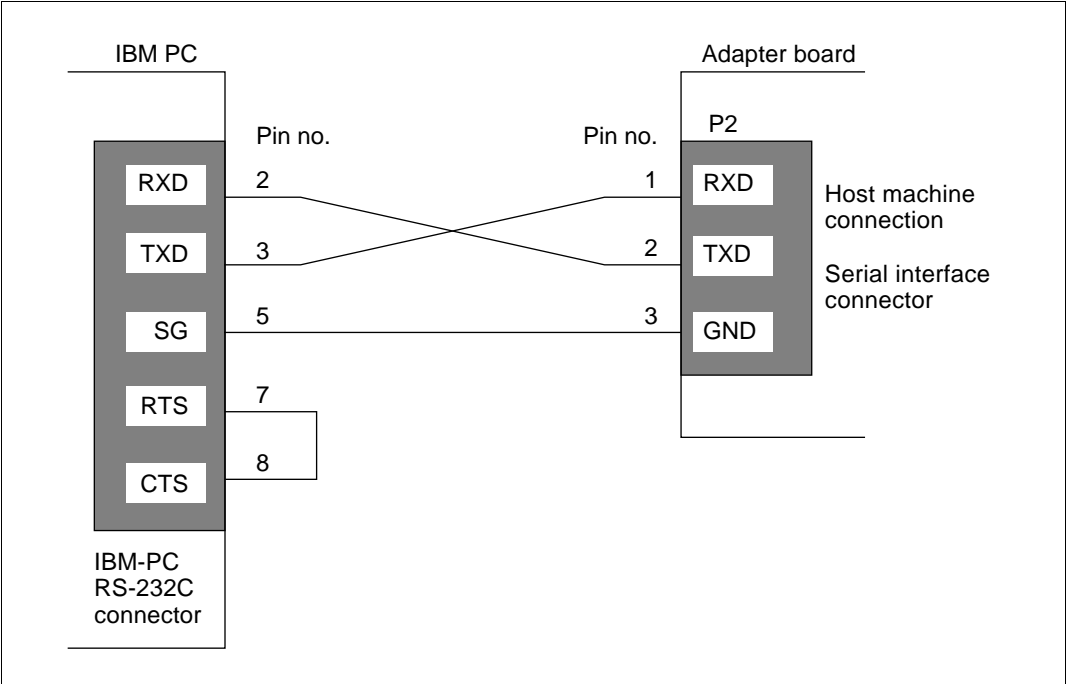 IBM PC
Adapter board
Pin no.
Pin no.
P2
RXD
2
1
RXD
Host machine
connection
TXD
3
2
TXD
Serial interface
connector
SG
5
3
GND
RTS
7
CTS
8
IBM-PC
RS-232C
connector